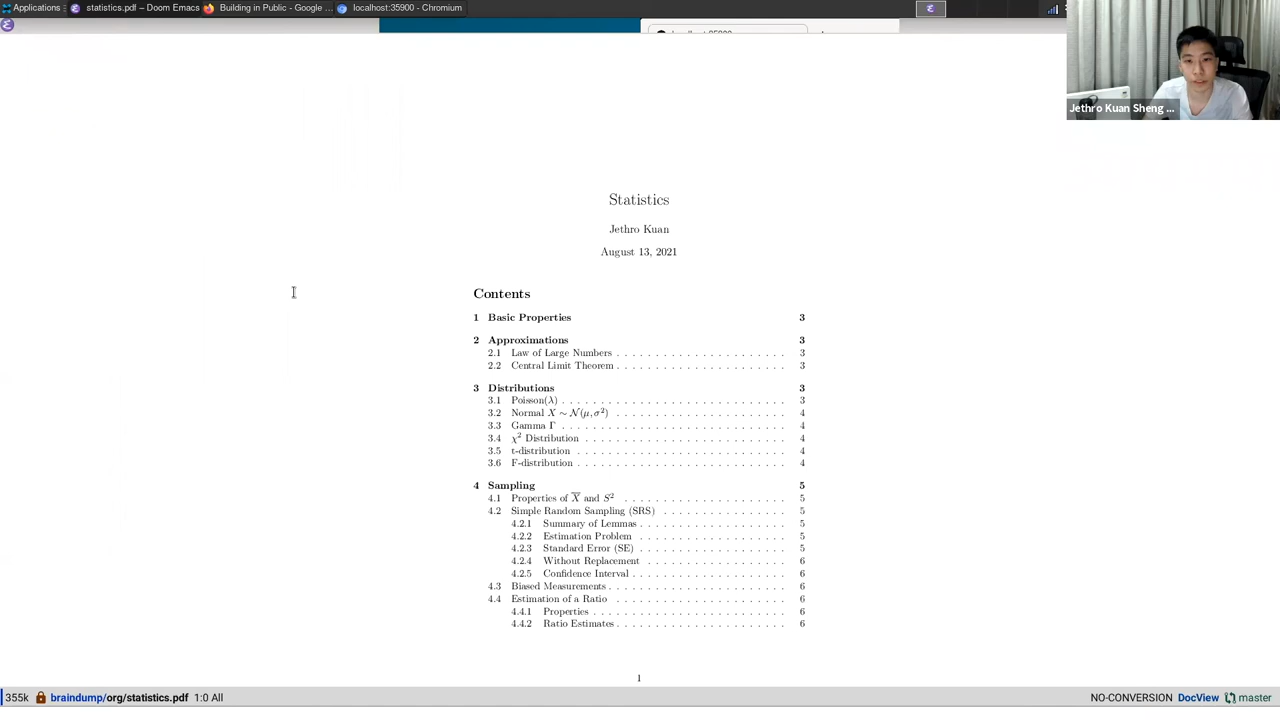 Applications statistics.pdf – Doom Emacs Building in Public - Google ... localhost:35900 - Chromium
Jethro Kuan Sheng ...
Statistics
Jethro Kuan
August 13, 2021
Contents
1 Basic Properties 3
2 Approximations 3
2.1 Law of Large Numbers . . . . . . . . . . . . . . . . . . . . . . 3
2.2 Central Limit Theorem . . . . . . . . . . . . . . . . . . . . . . 3
3 Distributions 3
3.1 Poisson(λ) . . . . . . . . . . . . . . . . . . . . . . . . . . . . 3
3.2 Normal X ∼ N(μ, σ²) . . . . . . . . . . . . . . . . . . . . . . 4
3.3 Gamma Γ . . . . . . . . . . . . . . . . . . . . . . . . . . . . 4
3.4 χ² Distribution . . . . . . . . . . . . . . . . . . . . . . . . . . 4
3.5 t-distribution . . . . . . . . . . . . . . . . . . . . . . . . . . . 4
3.6 F-distribution . . . . . . . . . . . . . . . . . . . . . . . . . . . 4
4 Sampling 5
4.1 Properties of X̅ and S² . . . . . . . . . . . . . . . . . . . . . 5
4.2 Simple Random Sampling (SRS) . . . . . . . . . . . . . . . . 5
4.2.1 Summary of Lemmas . . . . . . . . . . . . . . . . . . . 5
4.2.2 Estimation Problem . . . . . . . . . . . . . . . . . . . 5
4.2.3 Standard Error (SE) . . . . . . . . . . . . . . . . . . . 5
4.2.4 Without Replacement . . . . . . . . . . . . . . . . . . 6
4.2.5 Confidence Interval . . . . . . . . . . . . . . . . . . . . 6
4.3 Biased Measurements . . . . . . . . . . . . . . . . . . . . . . . 6
4.4 Estimation of a Ratio . . . . . . . . . . . . . . . . . . . . . . 6
4.4.1 Properties . . . . . . . . . . . . . . . . . . . . . . . . . 6
4.4.2 Ratio Estimates . . . . . . . . . . . . . . . . . . . . . . 6
1
355k braindump/org/statistics.pdf 1:0 All NO-CONVERSION DocView master